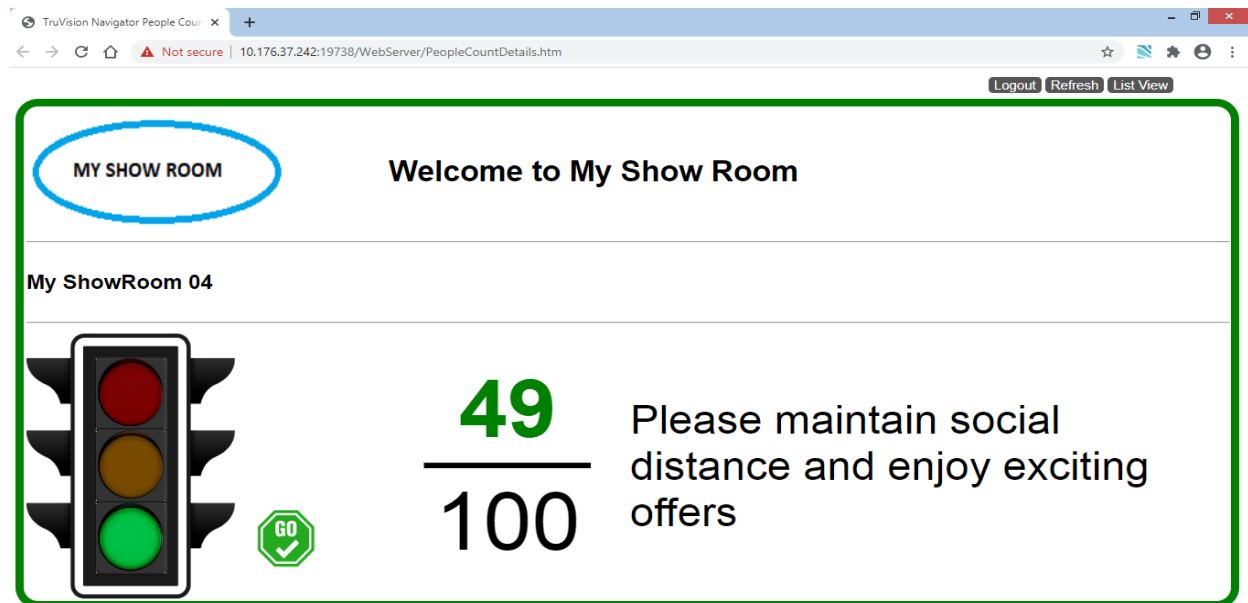 TruVision Navigator People Cour
Not secure | 10.176.37.242:19738/WebServer/PeopleCountDetails.htm
Logout Refresh List View
MY SHOW ROOM
Welcome to My Show Room
My ShowRoom 04
49
100
Please maintain social
distance and enjoy exciting
offers
GO